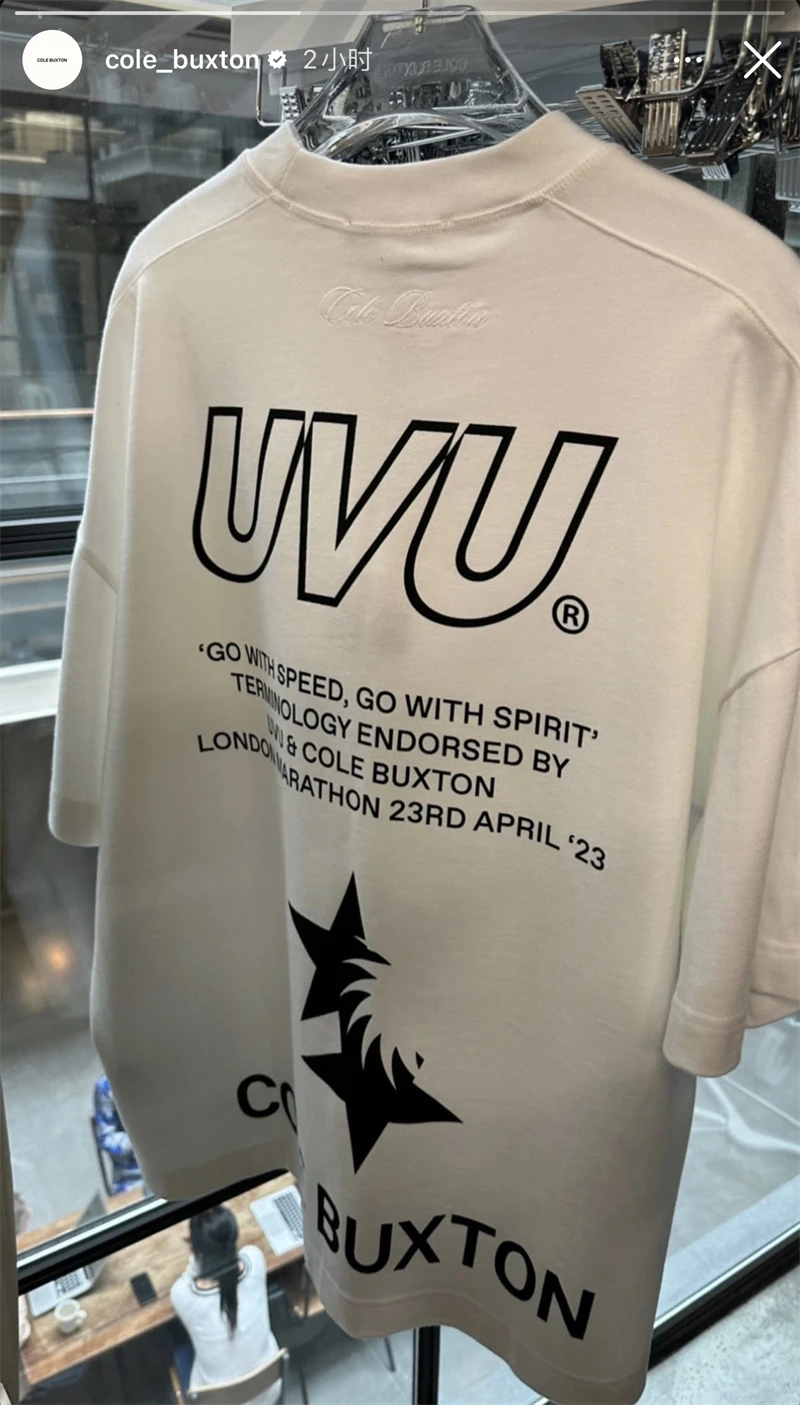 COLE BUXTON
cole_buxton
2小时
Cole Buxton
UVU
®
‘GO WITH SPEED, GO WITH SPIRIT’
TERMINOLOGY ENDORSED BY
UVU & COLE BUXTON
LONDON MARATHON 23RD APRIL ‘23
BUXTON